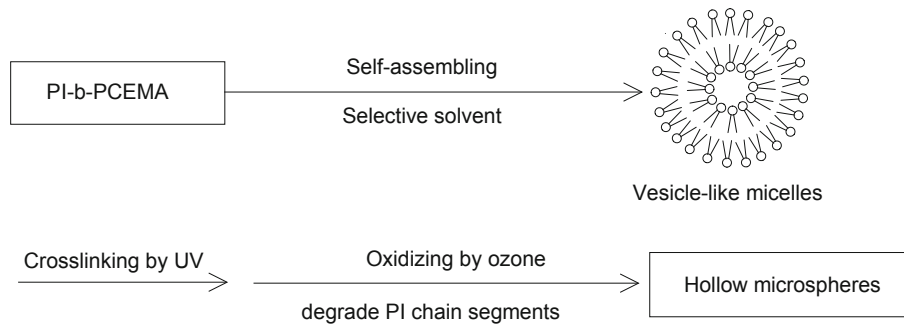 Self-assembling
PI-b-PCEMA
Selective solvent
Vesicle-like micelles
Crosslinking by UV
Oxidizing by ozone
degrade PI chain segments
Hollow microspheres